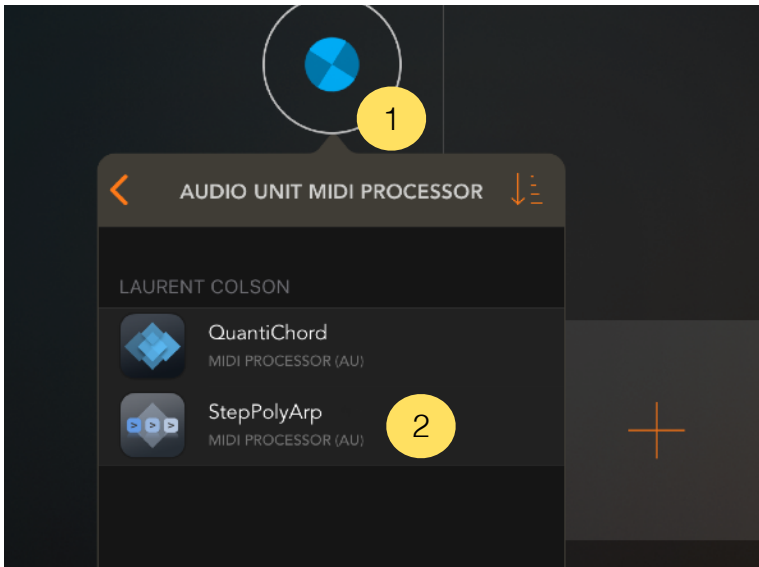 1
AUDIO UNIT MIDI PROCESSOR
LAURENT COLSON
QuantiChord
MIDI PROCESSOR (AU)
StepPolyArp
MIDI PROCESSOR (AU)
2